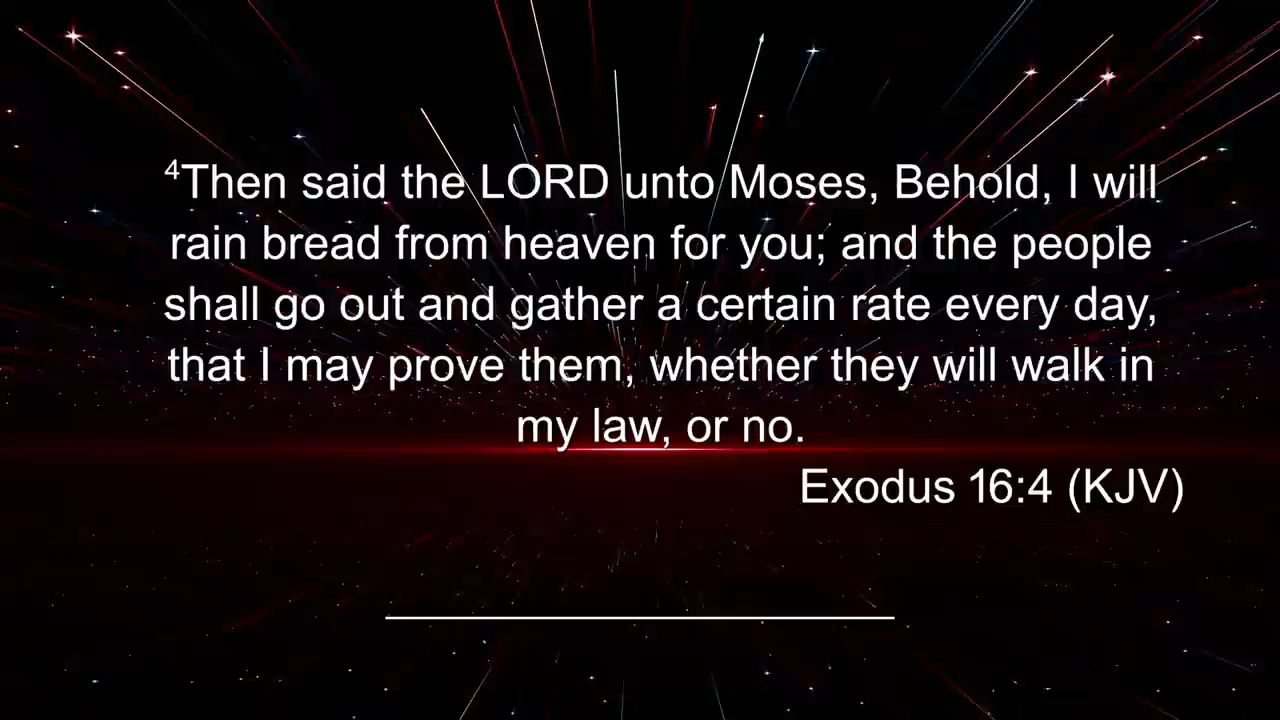 ⁴Then said the LORD unto Moses, Behold, I will
rain bread from heaven for you; and the people
shall go out and gather a certain rate every day,
that I may prove them, whether they will walk in
my law, or no.
Exodus 16:4 (KJV)